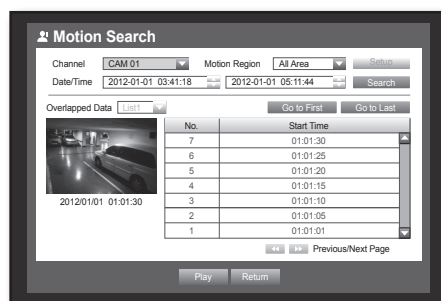 Motion Search
Channel CAM 01 Motion Region All Area Setup
Date/Time 2012-01-01 03:41:18 2012-01-01 05:11:44 Search
Overlapped Data List1 Go to First Go to Last
No. Start Time
7 01:01:30
6 01:01:25
5 01:01:20
4 01:01:15
3 01:01:10
2 01:01:05
1 01:01:01
2012/01/01 01:01:30
Previous/Next Page
Play Return